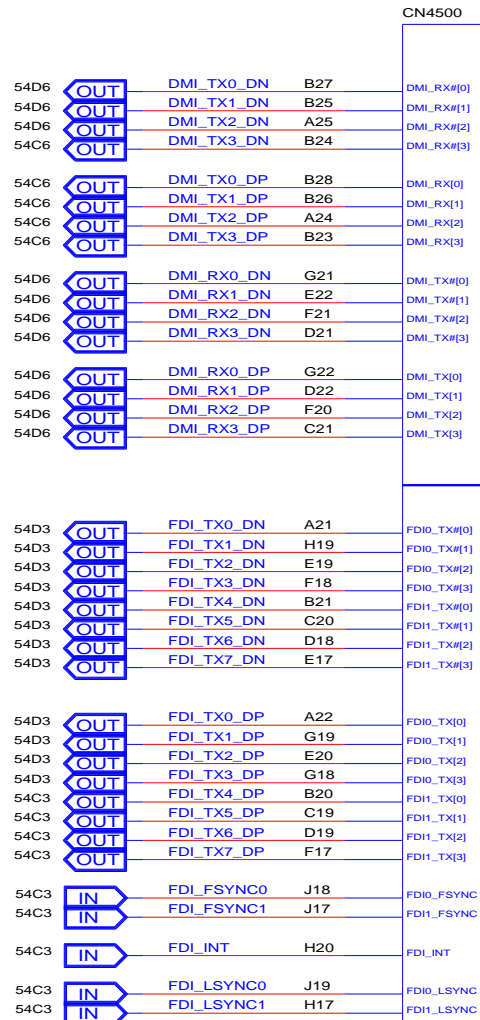 CN4500
54D6 OUT DMI_TX0_DN B27 DMI_RX#[0]
54D6 OUT DMI_TX1_DN B25 DMI_RX#[1]
54D6 OUT DMI_TX2_DN A25 DMI_RX#[2]
54C6 OUT DMI_TX3_DN B24 DMI_RX#[3]
54C6 OUT DMI_TX0_DP B28 DMI_RX[0]
54C6 OUT DMI_TX1_DP B26 DMI_RX[1]
54C6 OUT DMI_TX2_DP A24 DMI_RX[2]
54C6 OUT DMI_TX3_DP B23 DMI_RX[3]
54D6 OUT DMI_RX0_DN G21 DMI_TX#[0]
54D6 OUT DMI_RX1_DN E22 DMI_TX#[1]
54D6 OUT DMI_RX2_DN F21 DMI_TX#[2]
54D6 OUT DMI_RX3_DN D21 DMI_TX#[3]
54D6 OUT DMI_RX0_DP G22 DMI_TX[0]
54D6 OUT DMI_RX1_DP D22 DMI_TX[1]
54D6 OUT DMI_RX2_DP F20 DMI_TX[2]
54D6 OUT DMI_RX3_DP C21 DMI_TX[3]
54D3 OUT FDI_TX0_DN A21 FDI0_TX#[0]
54D3 OUT FDI_TX1_DN H19 FDI0_TX#[1]
54D3 OUT FDI_TX2_DN E19 FDI0_TX#[2]
54D3 OUT FDI_TX3_DN F18 FDI0_TX#[3]
54D3 OUT FDI_TX4_DN B21 FDI1_TX#[0]
54D3 OUT FDI_TX5_DN C20 FDI1_TX#[1]
54D3 OUT FDI_TX6_DN D18 FDI1_TX#[2]
54D3 OUT FDI_TX7_DN E17 FDI1_TX#[3]
54D3 OUT FDI_TX0_DP A22 FDI0_TX[0]
54D3 OUT FDI_TX1_DP G19 FDI0_TX[1]
54D3 OUT FDI_TX2_DP E20 FDI0_TX[2]
54D3 OUT FDI_TX3_DP G18 FDI0_TX[3]
54C3 OUT FDI_TX4_DP B20 FDI1_TX[0]
54C3 OUT FDI_TX5_DP C19 FDI1_TX[1]
54C3 OUT FDI_TX6_DP D19 FDI1_TX[2]
54C3 OUT FDI_TX7_DP F17 FDI1_TX[3]
54C3 IN FDI_FSYNC0 J18 FDI0_FSYNC
54C3 IN FDI_FSYNC1 J17 FDI1_FSYNC
54C3 IN FDI_INT H20 FDI_INT
54C3 IN FDI_LSYNC0 J19 FDI0_LSYNC
54C3 IN FDI_LSYNC1 H17 FDI1_LSYNC